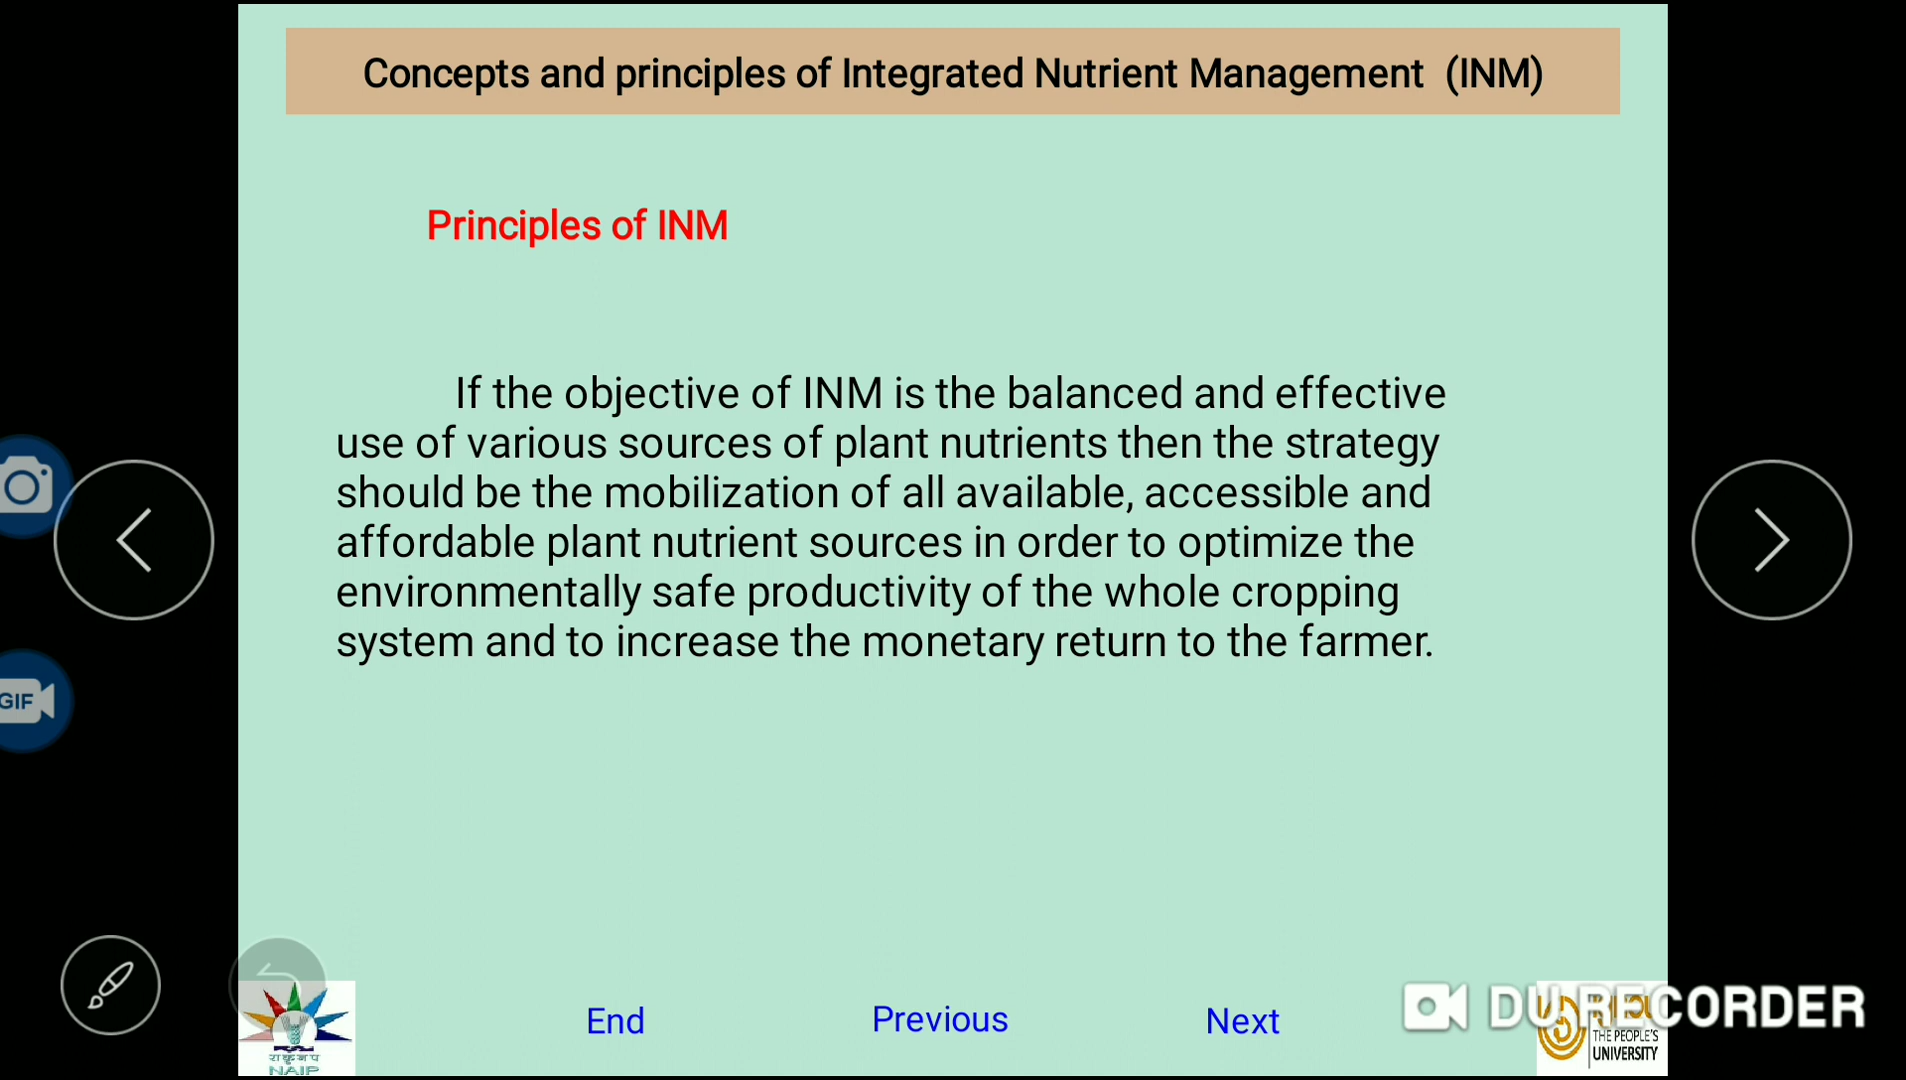 Concepts and principles of Integrated Nutrient Management (INM)
Principles of INM
If the objective of INM is the balanced and effective
use of various sources of plant nutrients then the strategy
should be the mobilization of all available, accessible and
affordable plant nutrient sources in order to optimize the
environmentally safe productivity of the whole cropping
system and to increase the monetary return to the farmer.
GIF
End
Previous
Next
DU RECORDER
THE PEOPLE'S
UNIVERSITY
NAIP